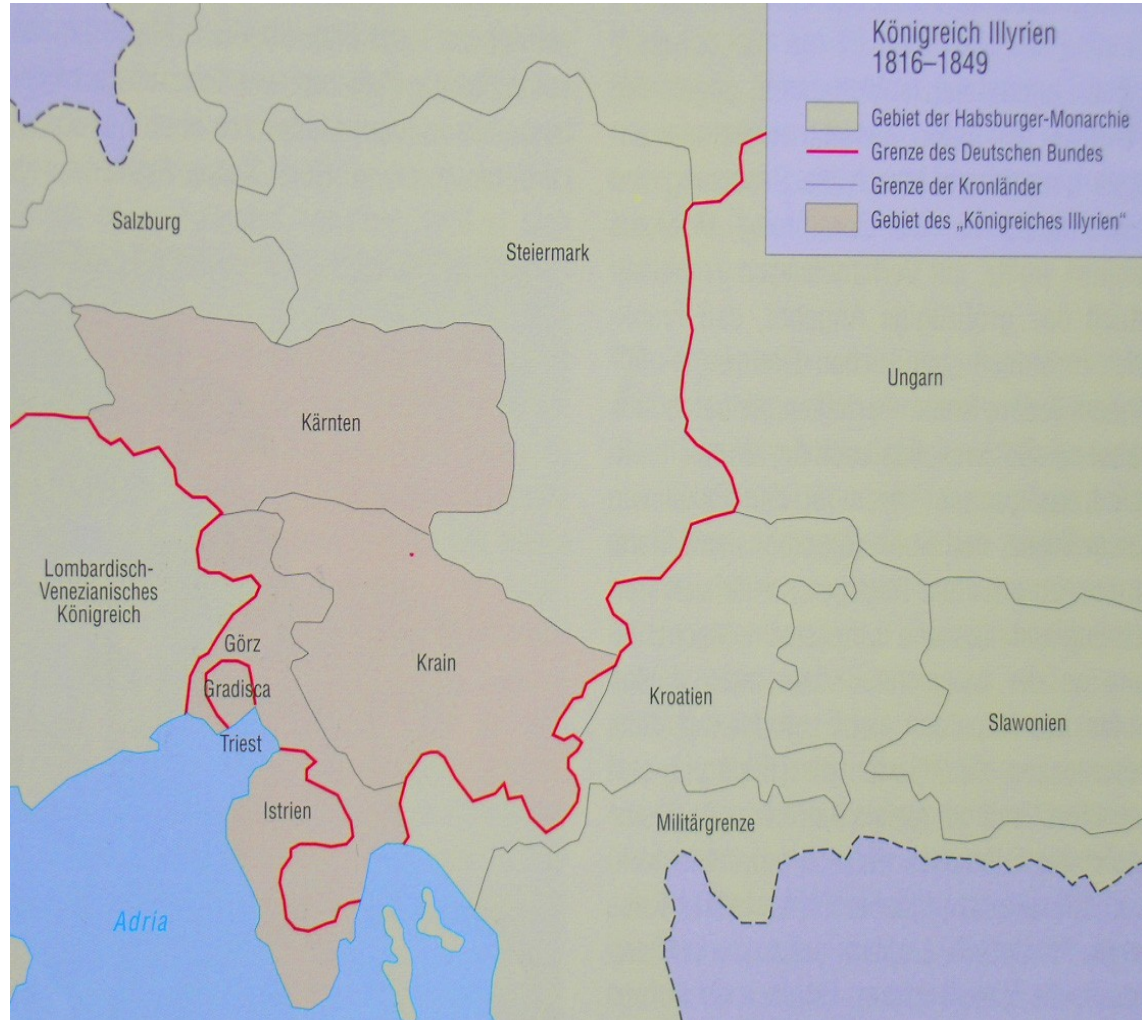 Königreich Illyrien
1816–1849
Gebiet der Habsburger-Monarchie
Grenze des Deutschen Bundes
Grenze der Kronländer
Gebiet des „Königreiches Illyrien“
Salzburg
Steiermark
Ungarn
Kärnten
Lombardisch-
Venezianisches
Königreich
Görz
Gradisca
Krain
Kroatien
Slawonien
Triest
Istrien
Militärgrenze
Adria